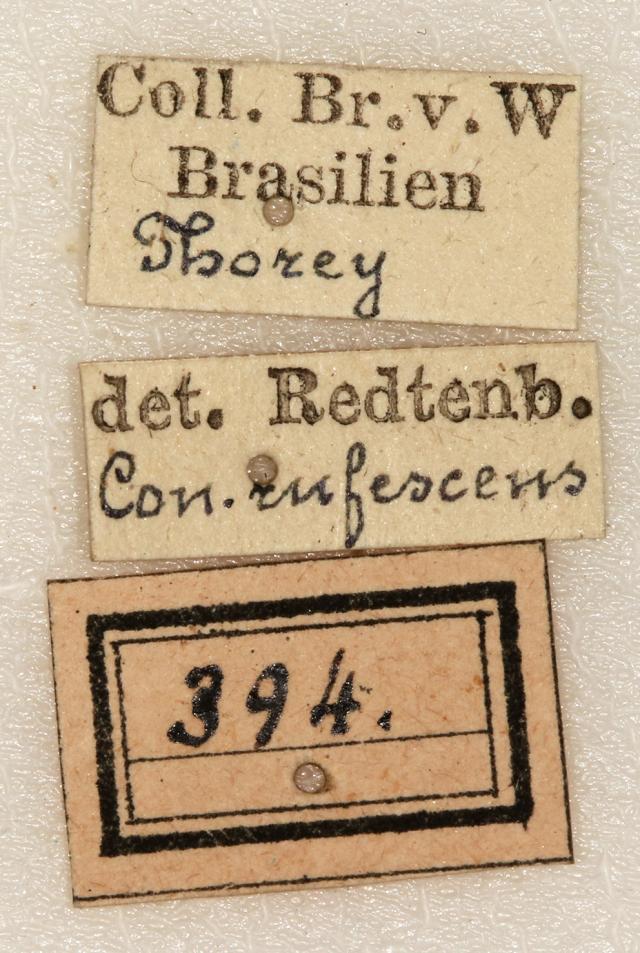 Coll. Br. v. W
Brasilien
Thorey
det. Redtenb.
Con. rufescens
394.